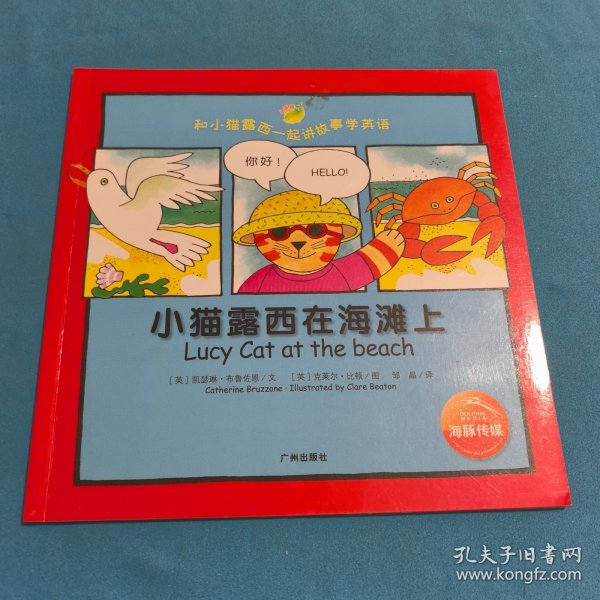 和小猫露西一起讲故事学英语
你好!
HELLO!
小猫露西在海滩上
Lucy Cat at the beach
[英]凯瑟琳·布鲁佐恩/文 [英]克莱尔·比顿/图 邹晶/译
Catherine Bruzzone · Illustrated by Clare Beaton
DOLPHIN
MEDIA
海豚传媒
广州出版社
孔夫子旧书网
www.kongfz.com